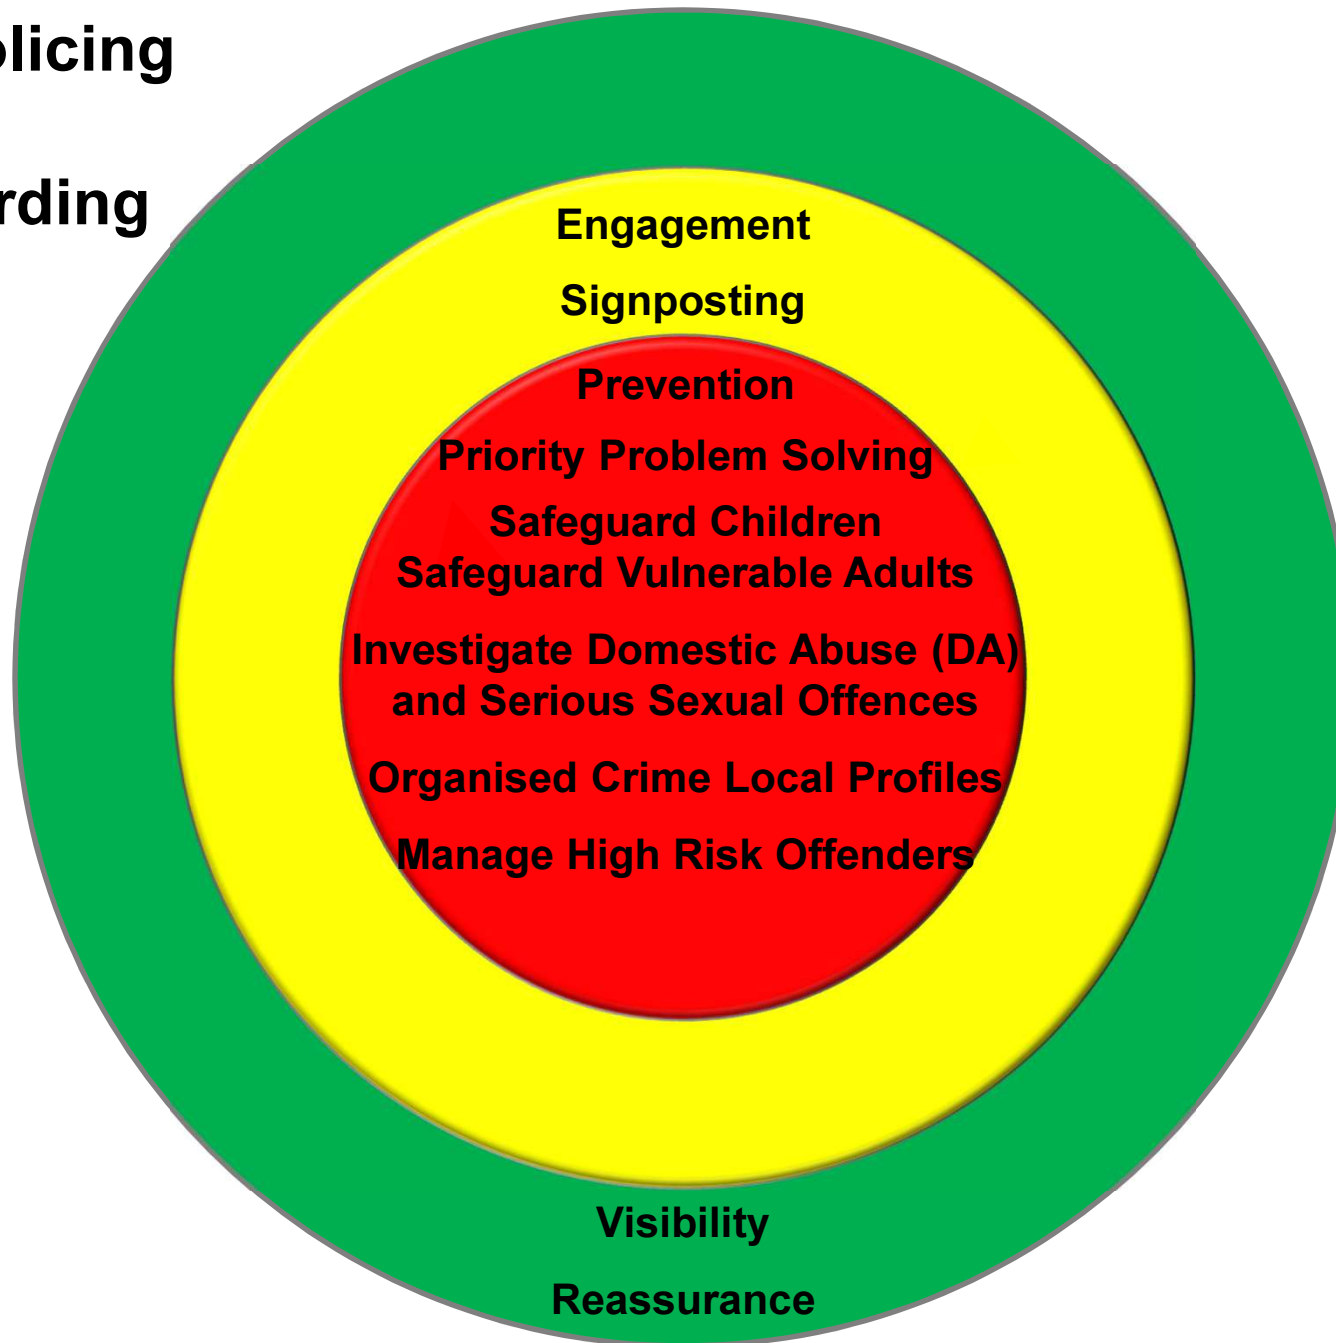 olicing
rding
Engagement
Signposting
Prevention
Priority Problem Solving
Safeguard Children
Safeguard Vulnerable Adults
Investigate Domestic Abuse (DA)
and Serious Sexual Offences
Organised Crime Local Profiles
Manage High Risk Offenders
Visibility
Reassurance